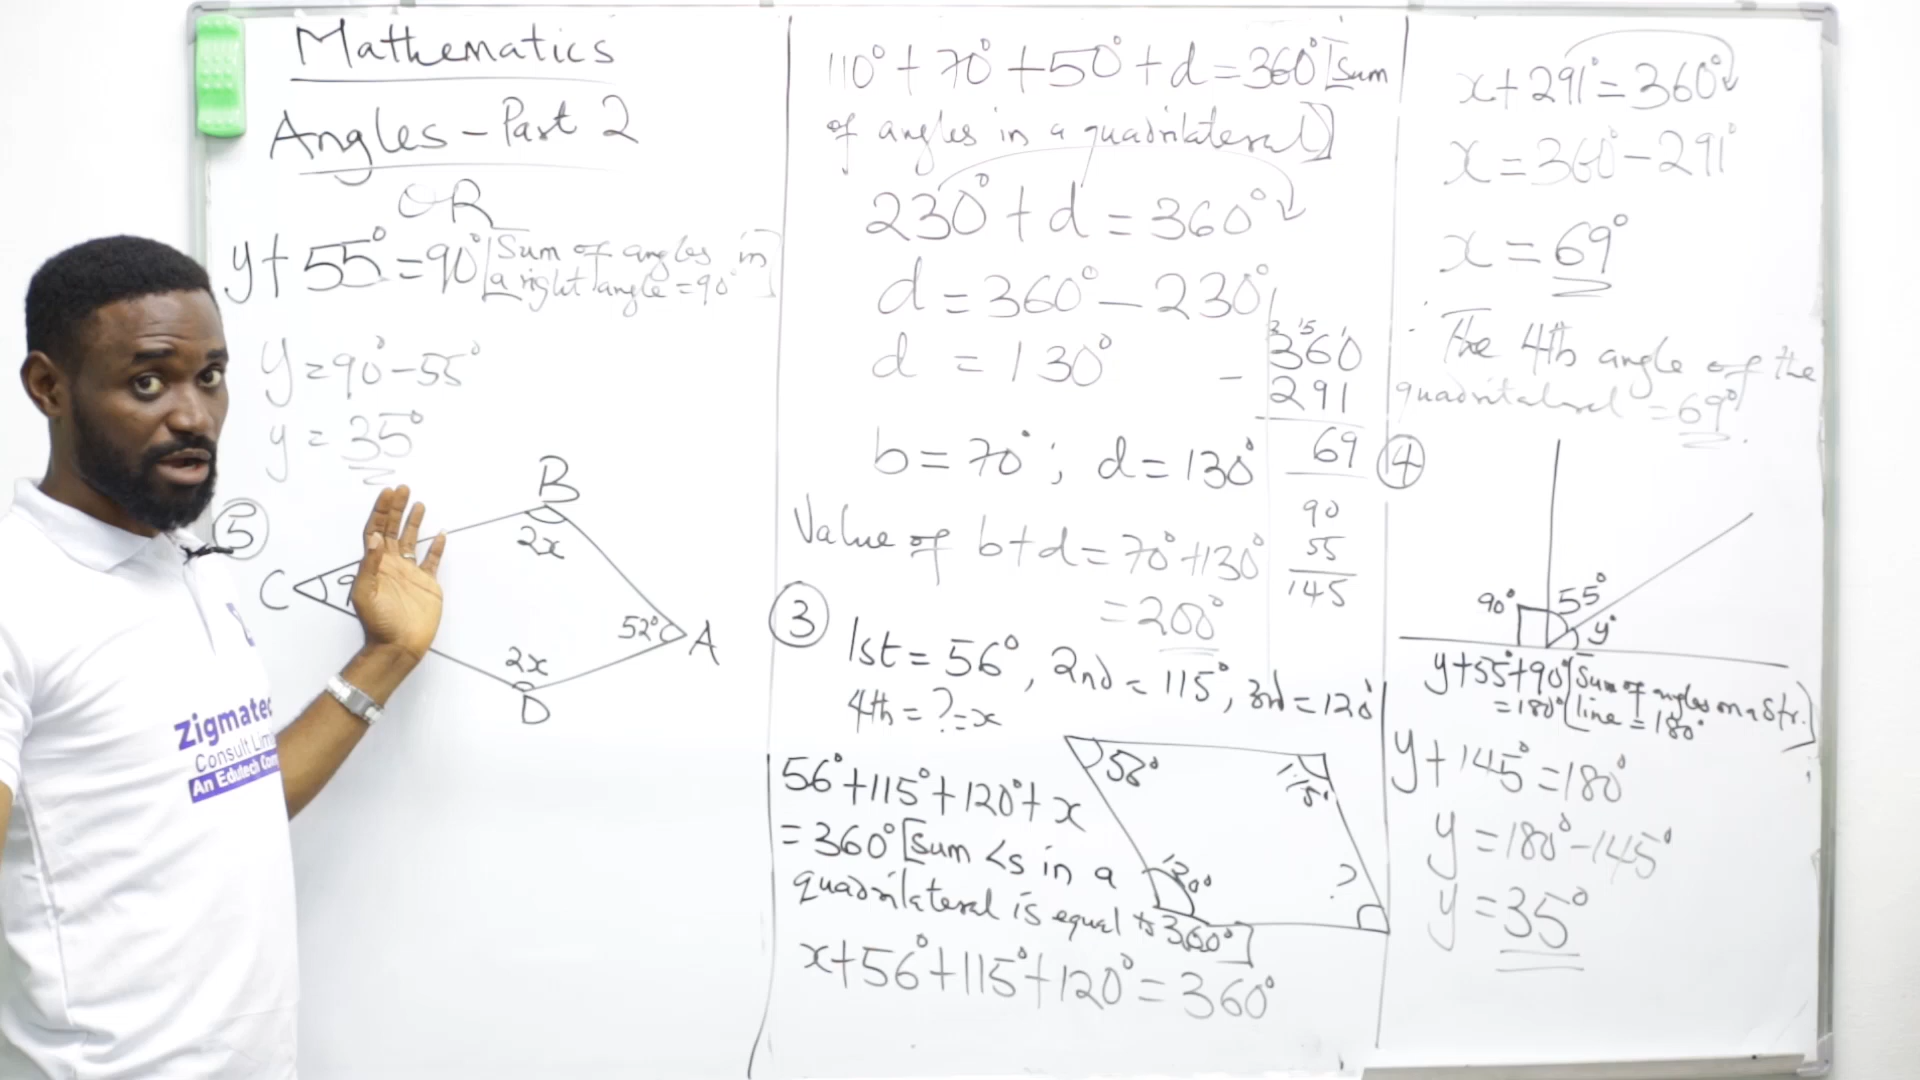 Mathematics
Angles - Part 2
OR
y + 55° = 90° [Sum of angles in
a right angle = 90°]
y = 90° - 55°
y = 35°
5
B
2x
C
9
52°
A
2x
D
Zigmatec
Consult Limi
An Edutech Com
110° + 70° + 50° + d = 360° [Sum
of angles in a quadrilateral]
230° + d = 360°
d = 360° - 230°
d = 130°
b = 70° ; d = 130°
Value of b + d = 70° + 130°
= 200°
360
- 291
69
90
55
145
3
1st = 56°, 2nd = 115°, 3rd = 120°
4th = ? = x
56° + 115° + 120° + x
= 360° [Sum <s in a
quadrilateral is equal to 360°]
x + 56° + 115° + 120° = 360°
56°
115°
120°
?
x + 291° = 360°
x = 360° - 291°
x = 69°
The 4th angle of the
quadrilateral = 69°.
4
90°
55°
y°
y + 55° + 90° [Sum of angles on a Str.
= 180° line = 180°]
y + 145° = 180°
y = 180° - 145°
y = 35°